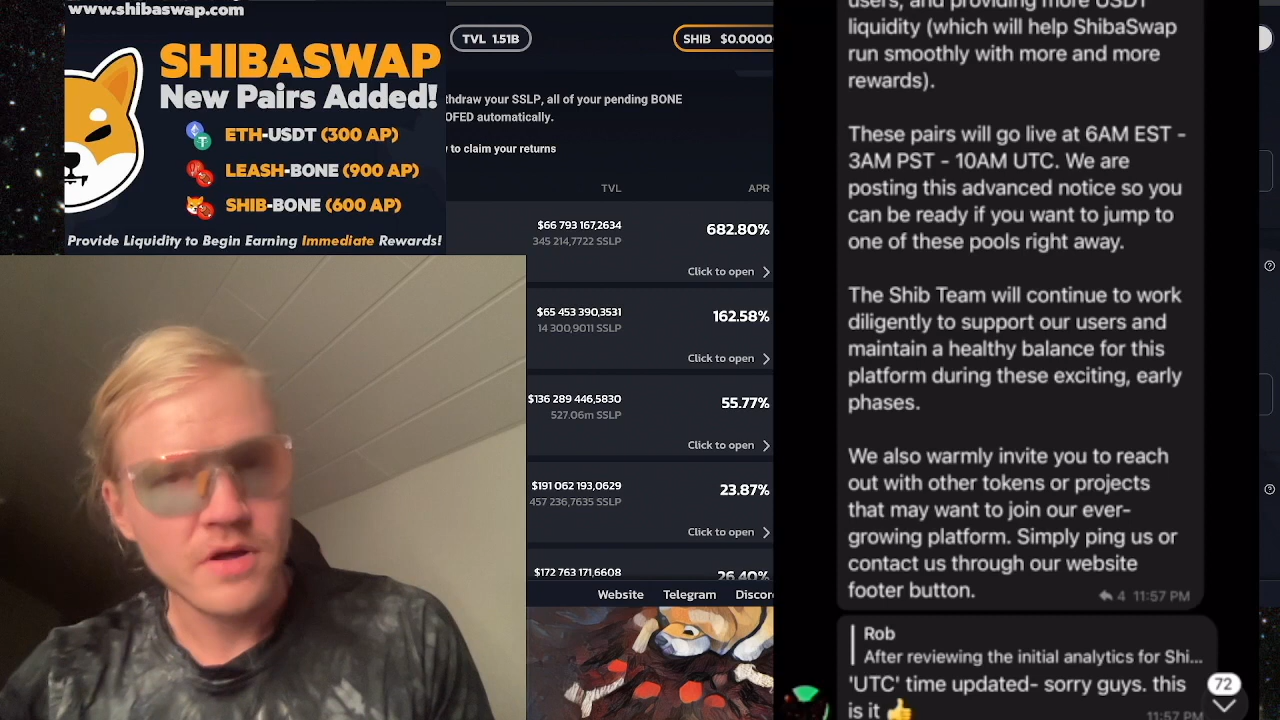 www.shibaswap.com
SHIBASWAP
New Pairs Added!
ETH-USDT (300 AP)
LEASH-BONE (900 AP)
SHIB-BONE (600 AP)
Provide Liquidity to Begin Earning Immediate Rewards!
TVL 1.51B
SHIB $0.0000
thdraw your SSLP, all of your pending BONE
OFED automatically.
to claim your returns
TVL APR
$66 793 167,2634
345 214,7722 SSLP
682.80%
Click to open
$65 453 390,3531
14 300,9011 SSLP
162.58%
Click to open
$136 289 446,5830
527.06m SSLP
55.77%
Click to open
$191 062 193,0629
457 236,7635 SSLP
23.87%
Click to open
$172 763 171,6608
26.40%
Website Telegram Discor
users, and providing more USDT
liquidity (which will help ShibaSwap
run smoothly with more and more
rewards).
These pairs will go live at 6AM EST -
3AM PST - 10AM UTC. We are
posting this advanced notice so you
can be ready if you want to jump to
one of these pools right away.
The Shib Team will continue to work
diligently to support our users and
maintain a healthy balance for this
platform during these exciting, early
phases.
We also warmly invite you to reach
out with other tokens or projects
that may want to join our ever-
growing platform. Simply ping us or
contact us through our website
footer button.
4 11:57 PM
Rob
After reviewing the initial analytics for Shi...
'UTC' time updated- sorry guys. this
is it 👍
11:57 PM
72